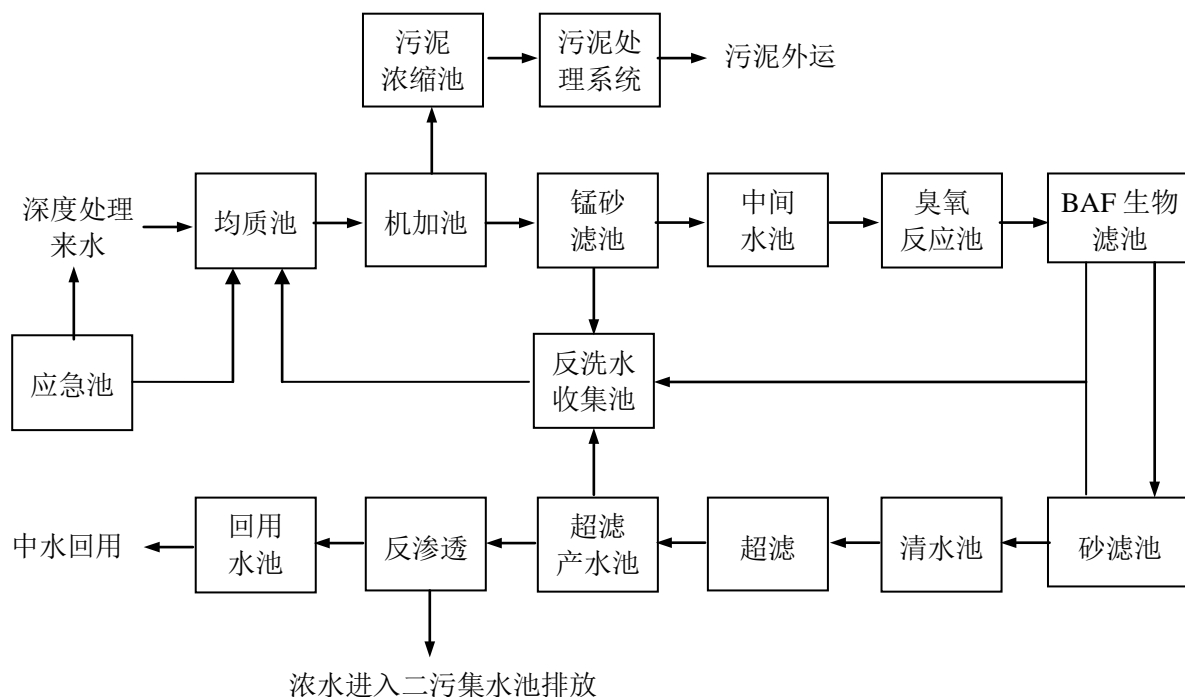 污泥
浓缩池
污泥处
理系统
污泥外运
深度处理
来水
均质池
机加池
锰砂
滤池
中间
水池
臭氧
反应池
BAF 生物
滤池
应急池
反洗水
收集池
中水回用
回用
水池
反渗透
超滤
产水池
超滤
清水池
砂滤池
浓水进入二污集水池排放